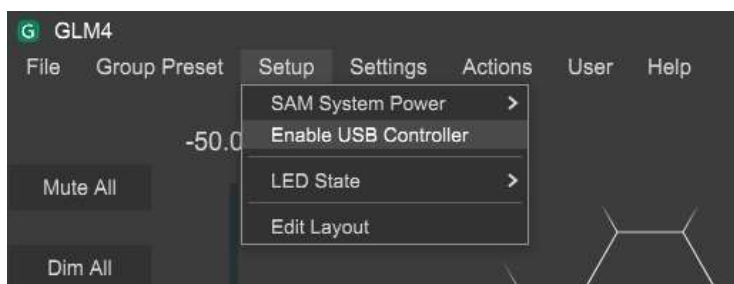 G GLM4
File Group Preset Setup Settings Actions User Help
SAM System Power >
-50.0 Enable USB Controller
Mute All LED State >
Edit Layout
Dim All